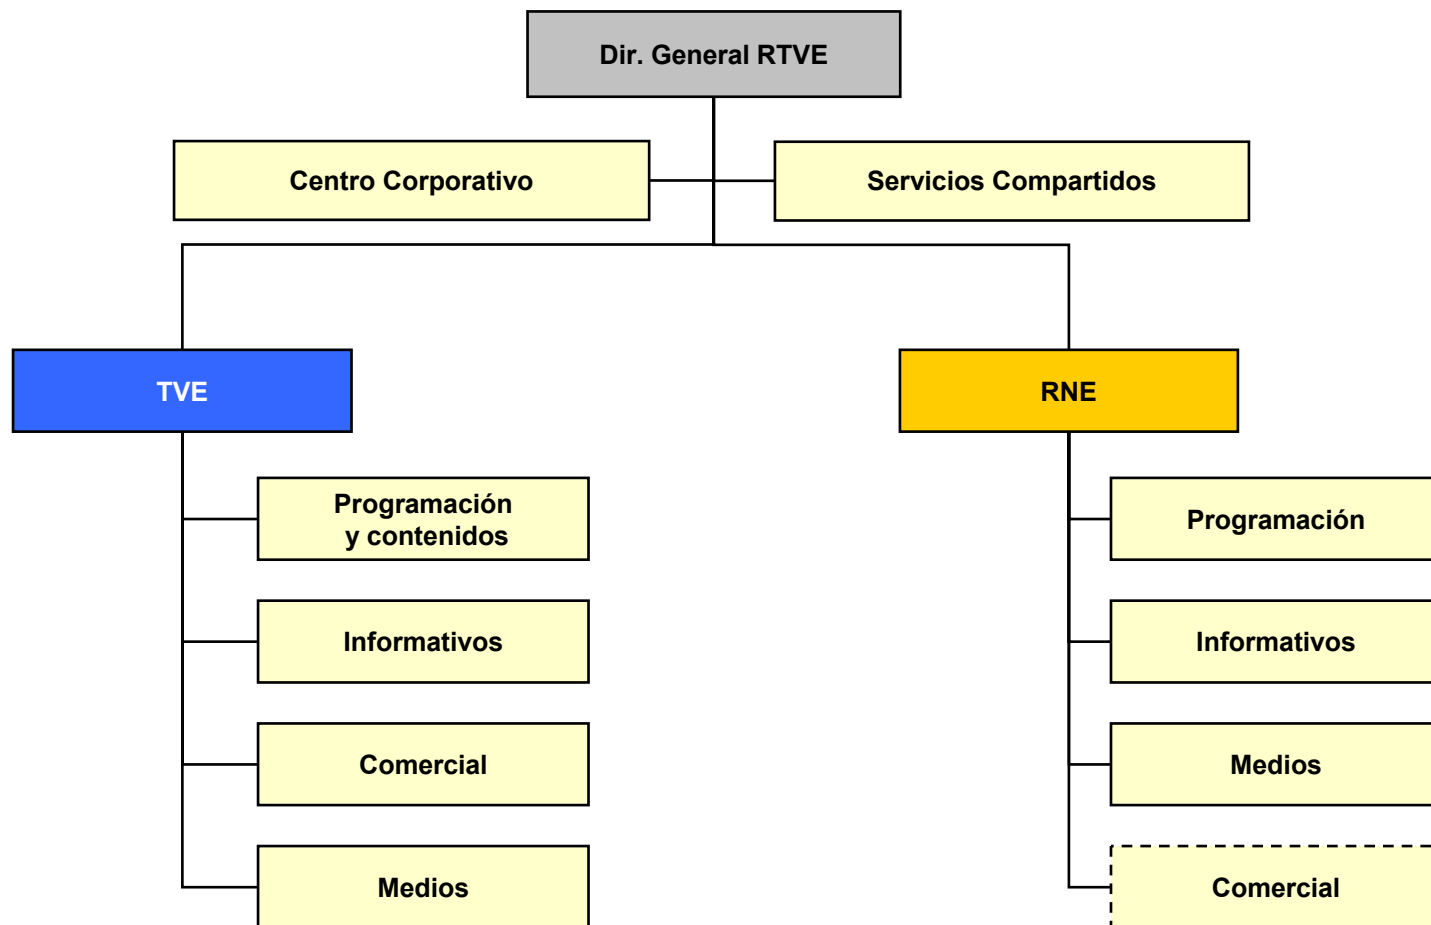 Dir. General RTVE
Centro Corporativo
Servicios Compartidos
TVE
RNE
Programación
y contenidos
Informativos
Comercial
Medios
Programación
Informativos
Medios
Comercial